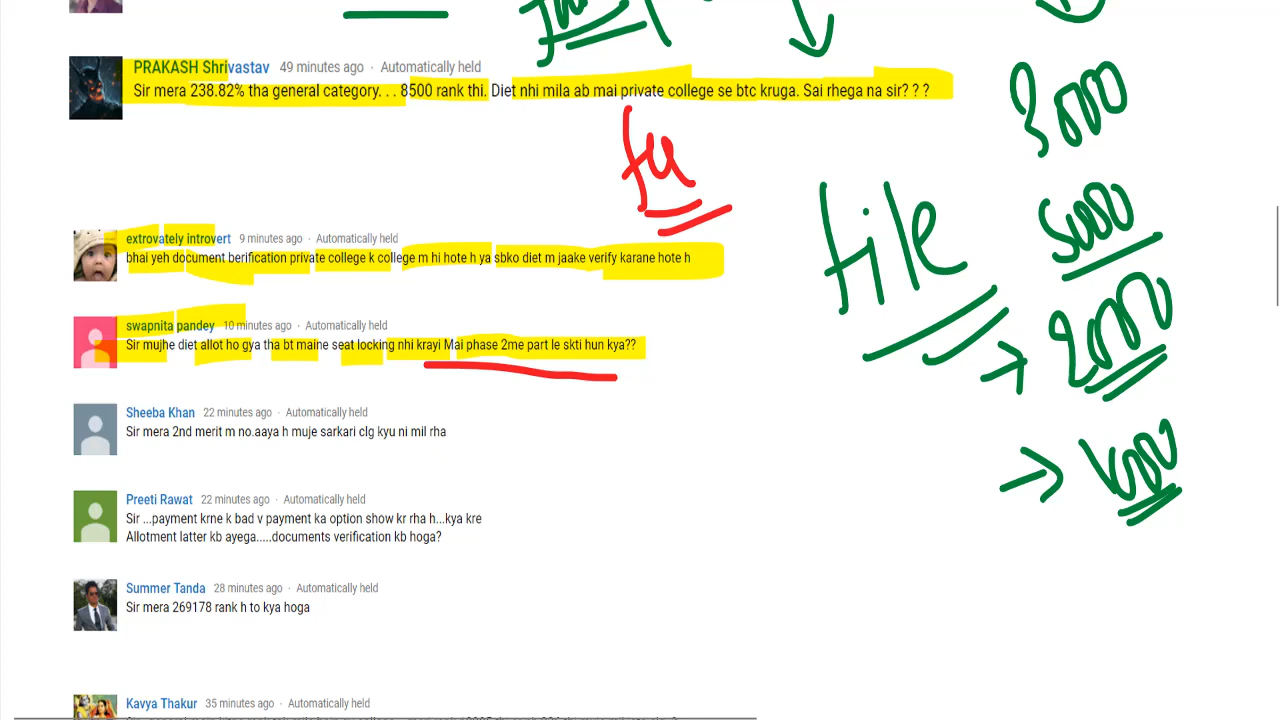 PRAKASH Shrivastav 49 minutes ago · Automatically held
Sir mera 238.82% tha general category. . . 8500 rank thi. Diet nhi mila ab mai private college se btc kruga. Sai rhega na sir? ? ?
3000
5000
file
2000
extrovately introvert 9 minutes ago · Automatically held
bhai yeh document berification private college k college m hi hote h ya sbko diet m jaake verify karane hote h
swapnita pandey 10 minutes ago · Automatically held
Sir mujhe diet allot ho gya tha bt maine seat locking nhi krayi Mai phase 2me part le skti hun kya??
Sheeba Khan 22 minutes ago · Automatically held
Sir mera 2nd merit m no.aaya h muje sarkari clg kyu ni mil rha
Preeti Rawat 22 minutes ago · Automatically held
Sir ...payment krne k bad v payment ka option show kr rha h...kya kre
Allotment latter kb ayega.....documents verification kb hoga?
Summer Tanda 28 minutes ago · Automatically held
Sir mera 269178 rank h to kya hoga
Kavya Thakur 35 minutes ago · Automatically held